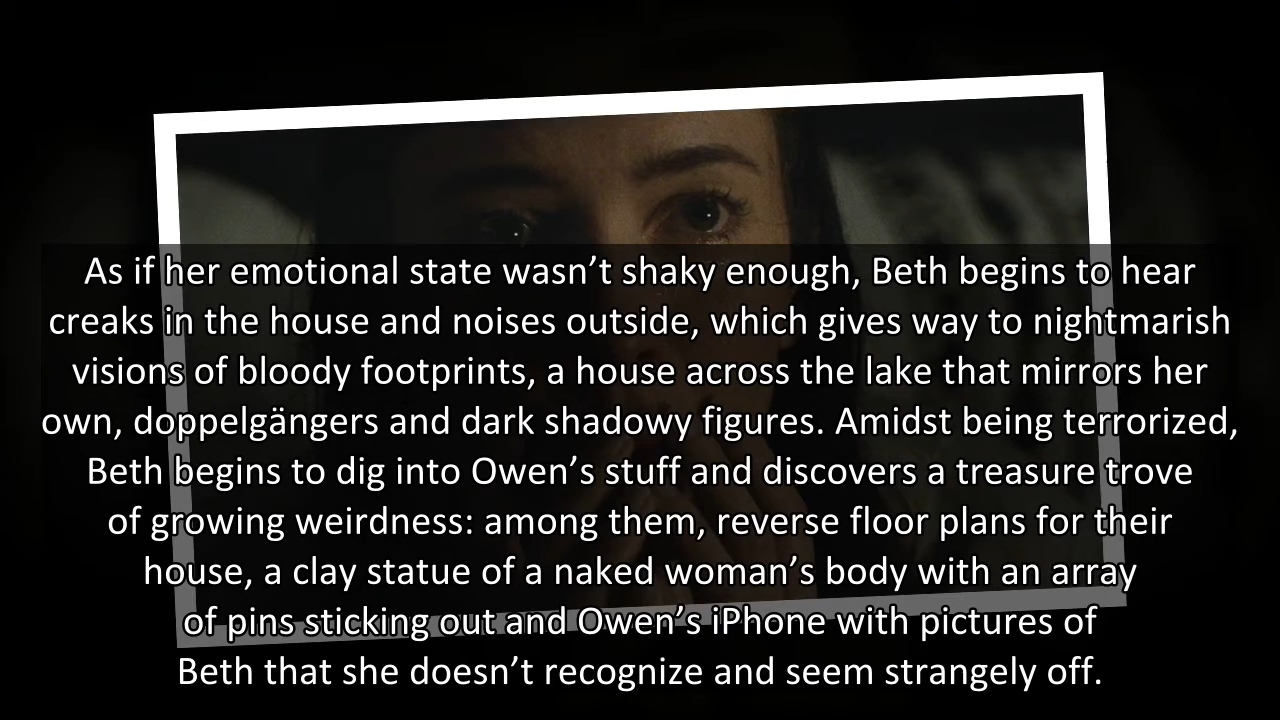 As if her emotional state wasn’t shaky enough, Beth begins to hear
creaks in the house and noises outside, which gives way to nightmarish
visions of bloody footprints, a house across the lake that mirrors her
own, doppelgängers and dark shadowy figures. Amidst being terrorized,
Beth begins to dig into Owen’s stuff and discovers a treasure trove
of growing weirdness: among them, reverse floor plans for their
house, a clay statue of a naked woman’s body with an array
of pins sticking out and Owen’s iPhone with pictures of
Beth that she doesn’t recognize and seem strangely off.